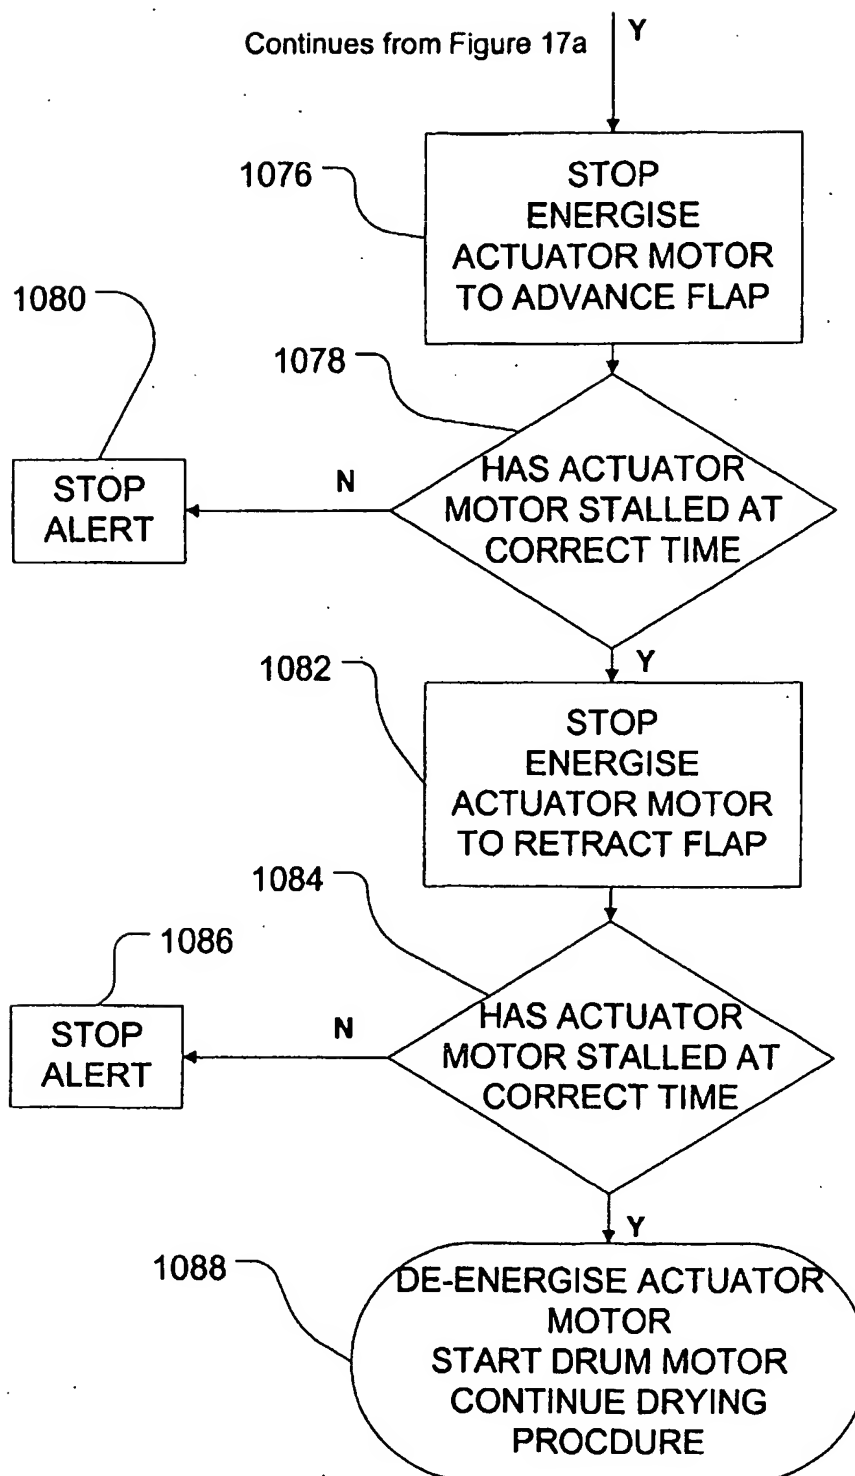 Continues from Figure 17a
Y
1076
STOP
ENERGISE
ACTUATOR MOTOR
TO ADVANCE FLAP
1080
1078
STOP
ALERT
N
HAS ACTUATOR
MOTOR STALLED AT
CORRECT TIME
1082
Y
STOP
ENERGISE
ACTUATOR MOTOR
TO RETRACT FLAP
1084
1086
STOP
ALERT
N
HAS ACTUATOR
MOTOR STALLED AT
CORRECT TIME
Y
1088
DE-ENERGISE ACTUATOR
MOTOR
START DRUM MOTOR
CONTINUE DRYING
PROCDURE